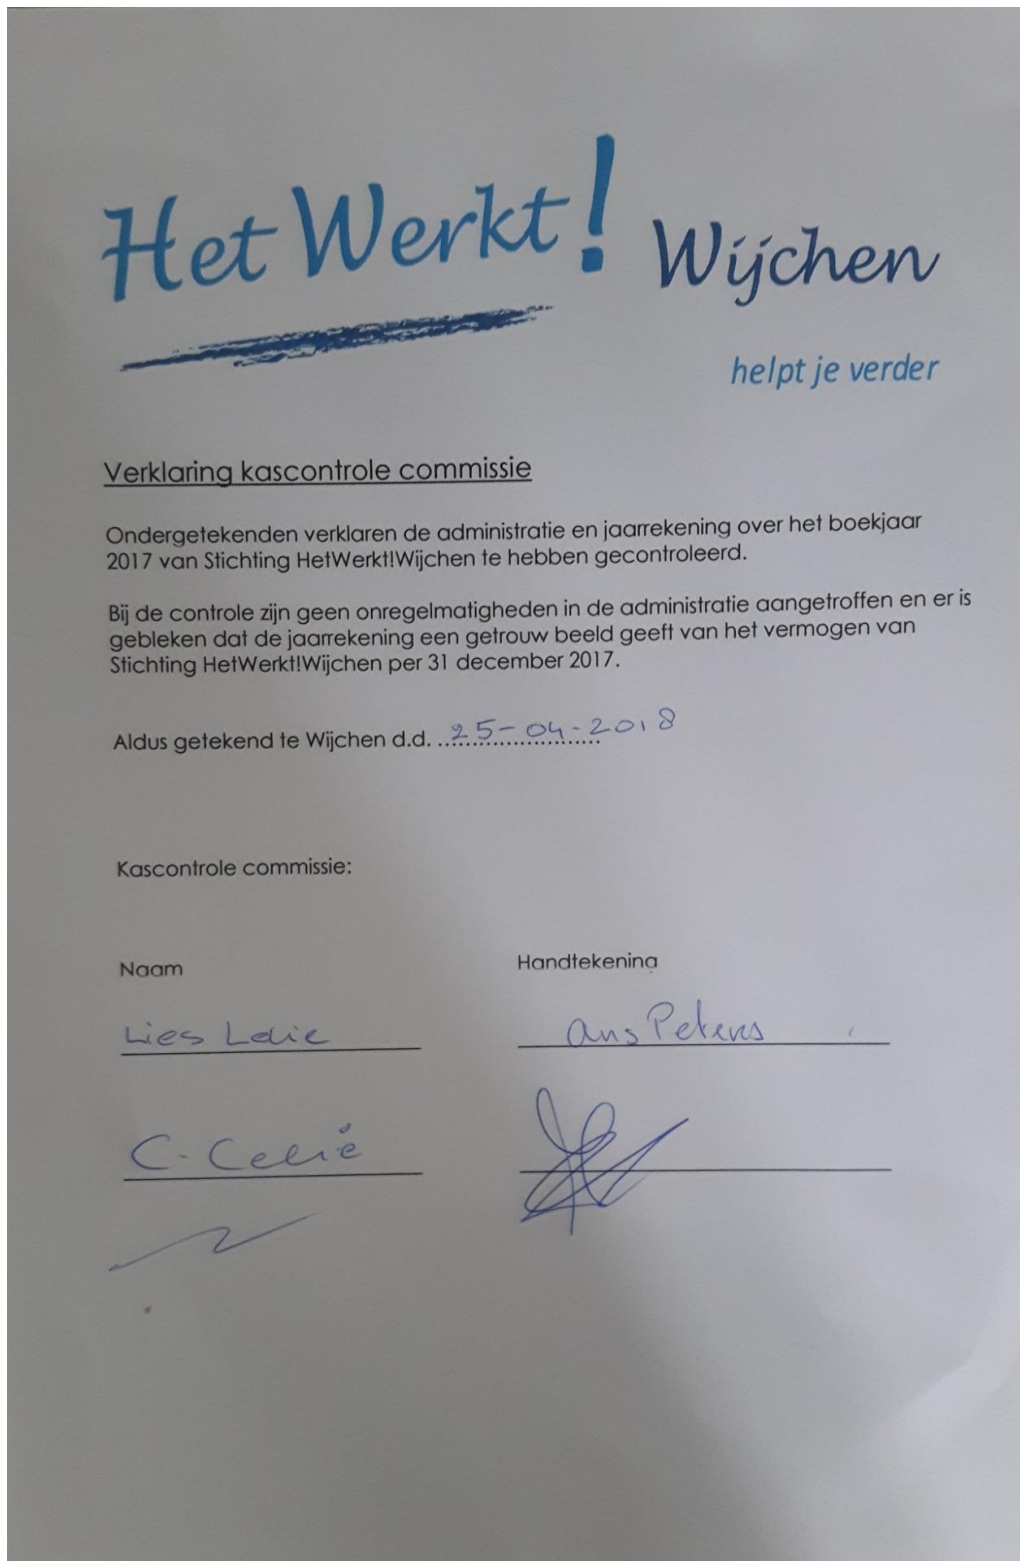 Het Werkt! Wijchen
helpt je verder
Verklaring kascontrole commissie
Ondergetekenden verklaren de administratie en jaarrekening over het boekjaar
2017 van Stichting HetWerkt!Wijchen te hebben gecontroleerd.
Bij de controle zijn geen onregelmatigheden in de administratie aangetroffen en er is
gebleken dat de jaarrekening een getrouw beeld geeft van het vermogen van
Stichting HetWerkt!Wijchen per 31 december 2017.
Aldus getekend te Wijchen d.d. 25-04-2018
Kascontrole commissie:
Naam Handtekening
Lies Ans Peters
C.